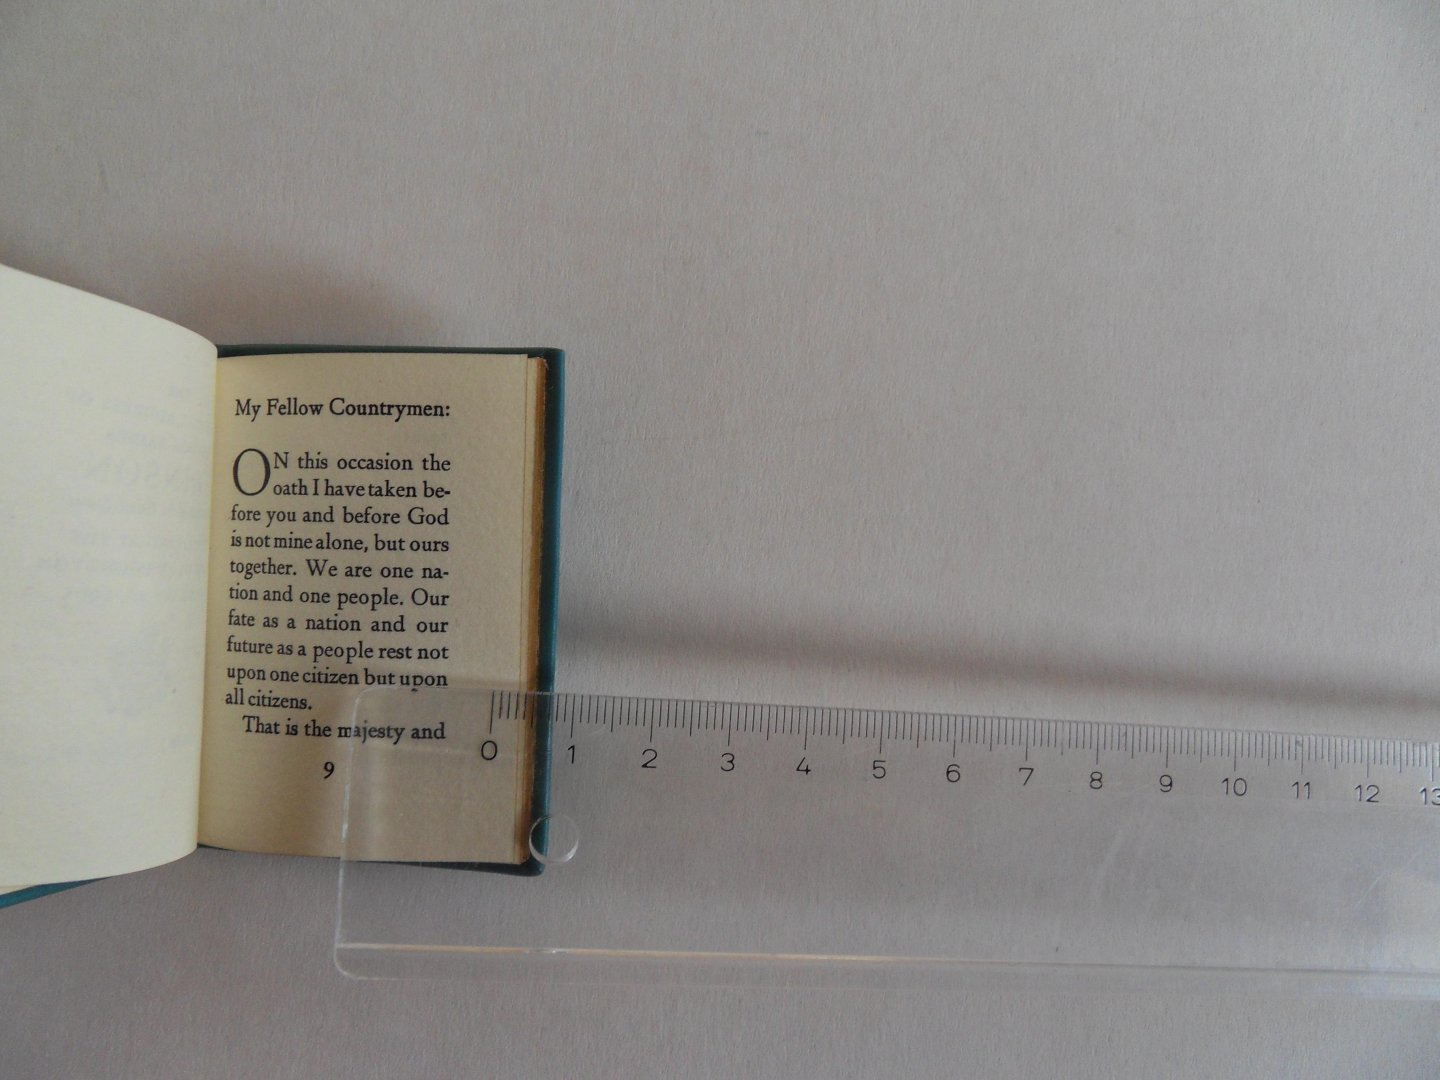 My Fellow Countrymen:
ON this occasion the
oath I have taken be-
fore you and before God
is not mine alone, but ours
together. We are one na-
tion and one people. Our
fate as a nation and our
future as a people rest not
upon one citizen but upon
all citizens.
That is the majesty and
9
0 1 2 3 4 5 6 7 8 9 10 11 12 13